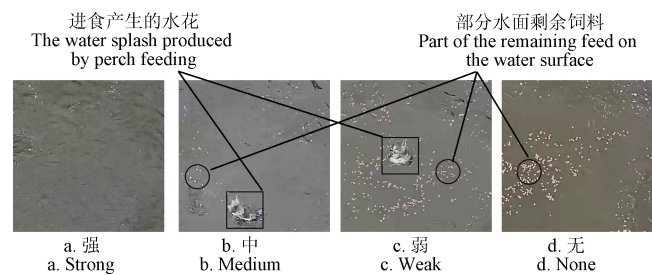 进食产生的水花
The water splash produced
by perch feeding
部分水面剩余饲料
Part of the remaining feed on
the water surface
a. 强
a. Strong
b. 中
b. Medium
c. 弱
c. Weak
d. 无
d. None